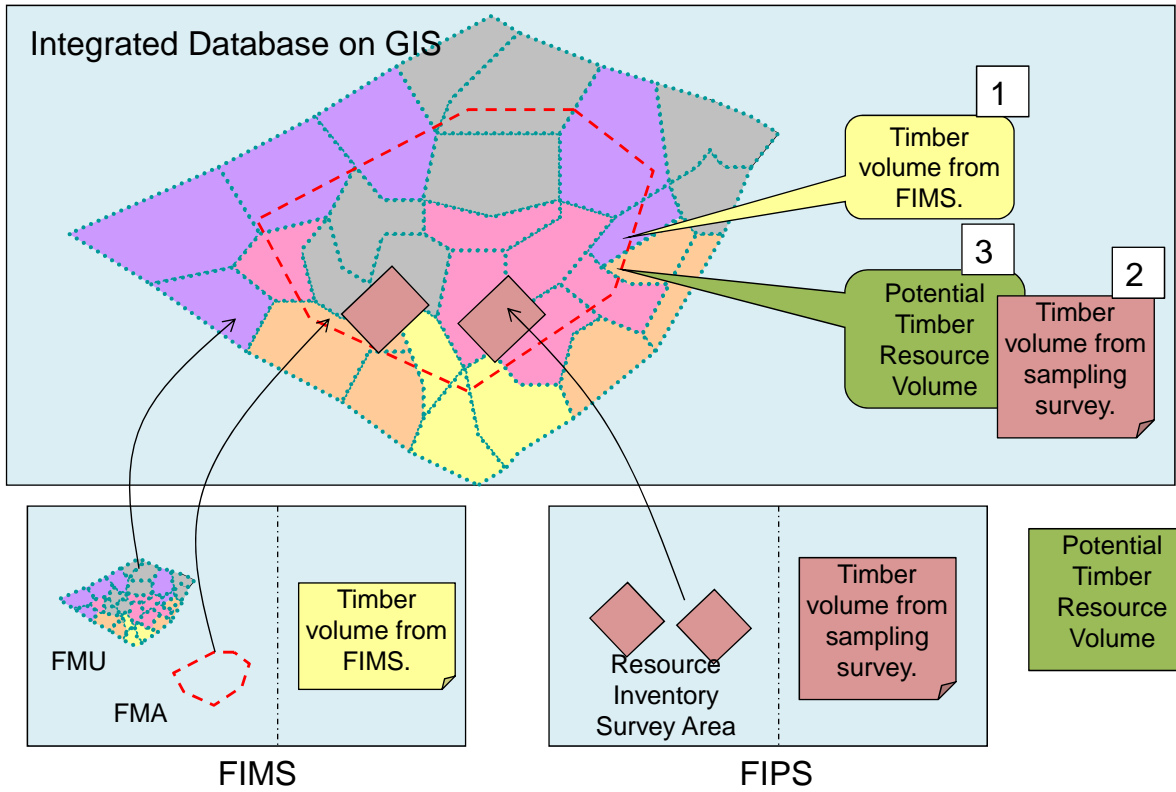 Integrated Database on GIS
1
Timber
volume from
FIMS.
3
Potential
Timber
Resource
Volume
2
Timber
volume from
sampling
survey.
FMU
FMA
Timber
volume from
FIMS.
FIMS
Resource
Inventory
Survey Area
Timber
volume from
sampling
survey.
FIPS
Potential
Timber
Resource
Volume